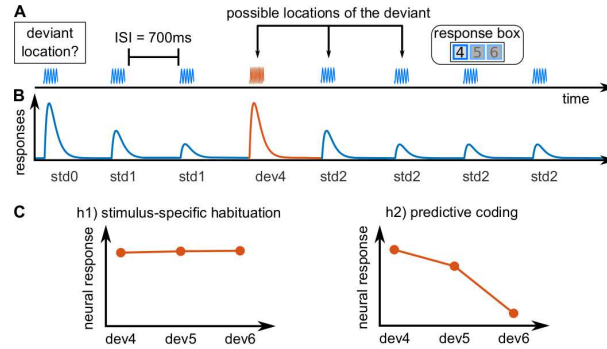 A
deviant
location?
ISI = 700ms
possible locations of the deviant
response box
4 5 6
time
B
responses
std0 std1 std1 dev4 std2 std2 std2 std2
C
h1) stimulus-specific habituation
neural response
dev4 dev5 dev6
h2) predictive coding
neural response
dev4 dev5 dev6